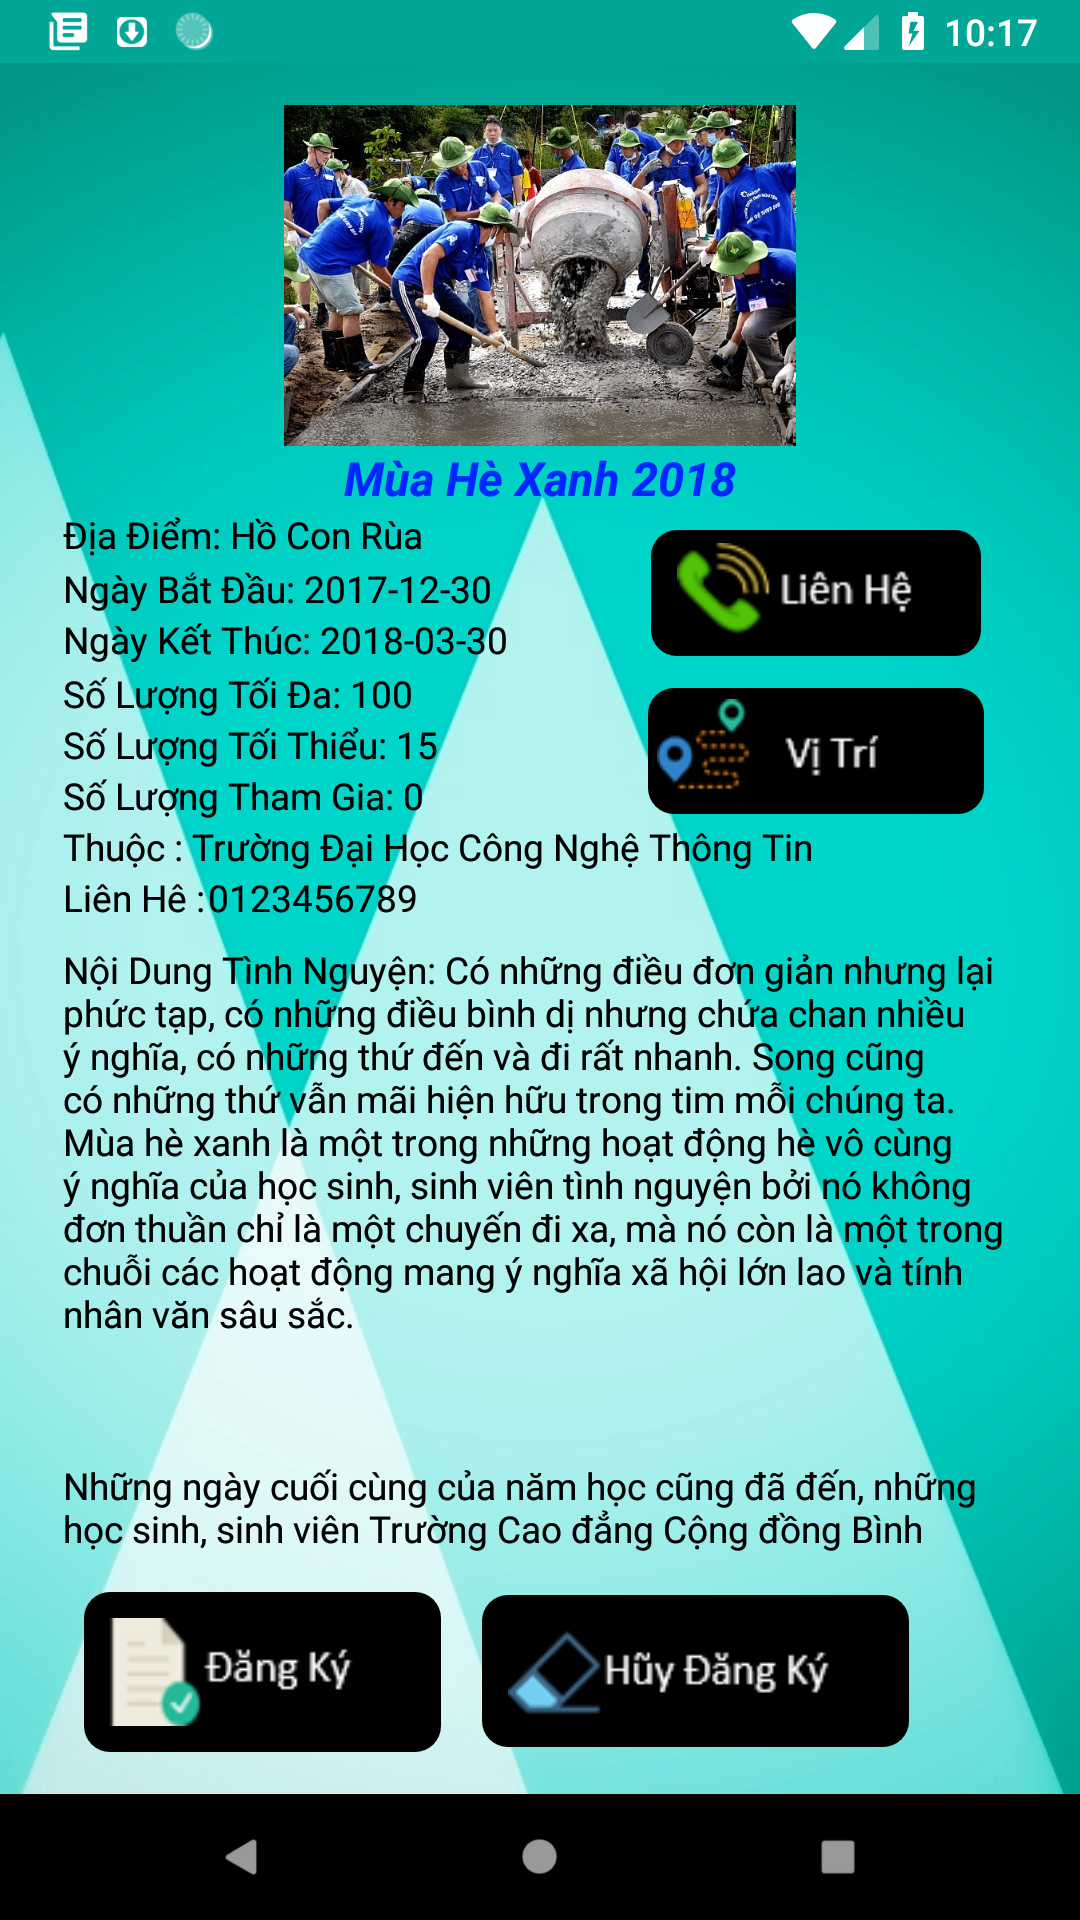 10:17
Mùa Hè Xanh 2018
Địa Điểm: Hồ Con Rùa
Liên Hệ
Ngày Bắt Đầu: 2017-12-30
Ngày Kết Thúc: 2018-03-30
Số Lượng Tối Đa: 100
Vị Trí
Số Lượng Tối Thiểu: 15
Số Lượng Tham Gia: 0
Thuộc : Trường Đại Học Công Nghệ Thông Tin
Liên Hê :0123456789
Nội Dung Tình Nguyện: Có những điều đơn giản nhưng lại
phức tạp, có những điều bình dị nhưng chứa chan nhiều
ý nghĩa, có những thứ đến và đi rất nhanh. Song cũng
có những thứ vẫn mãi hiện hữu trong tim mỗi chúng ta.
Mùa hè xanh là một trong những hoạt động hè vô cùng
ý nghĩa của học sinh, sinh viên tình nguyện bởi nó không
đơn thuần chỉ là một chuyến đi xa, mà nó còn là một trong
chuỗi các hoạt động mang ý nghĩa xã hội lớn lao và tính
nhân văn sâu sắc.
Những ngày cuối cùng của năm học cũng đã đến, những
học sinh, sinh viên Trường Cao đẳng Cộng đồng Bình
Đăng Ký
Hũy Đăng Ký